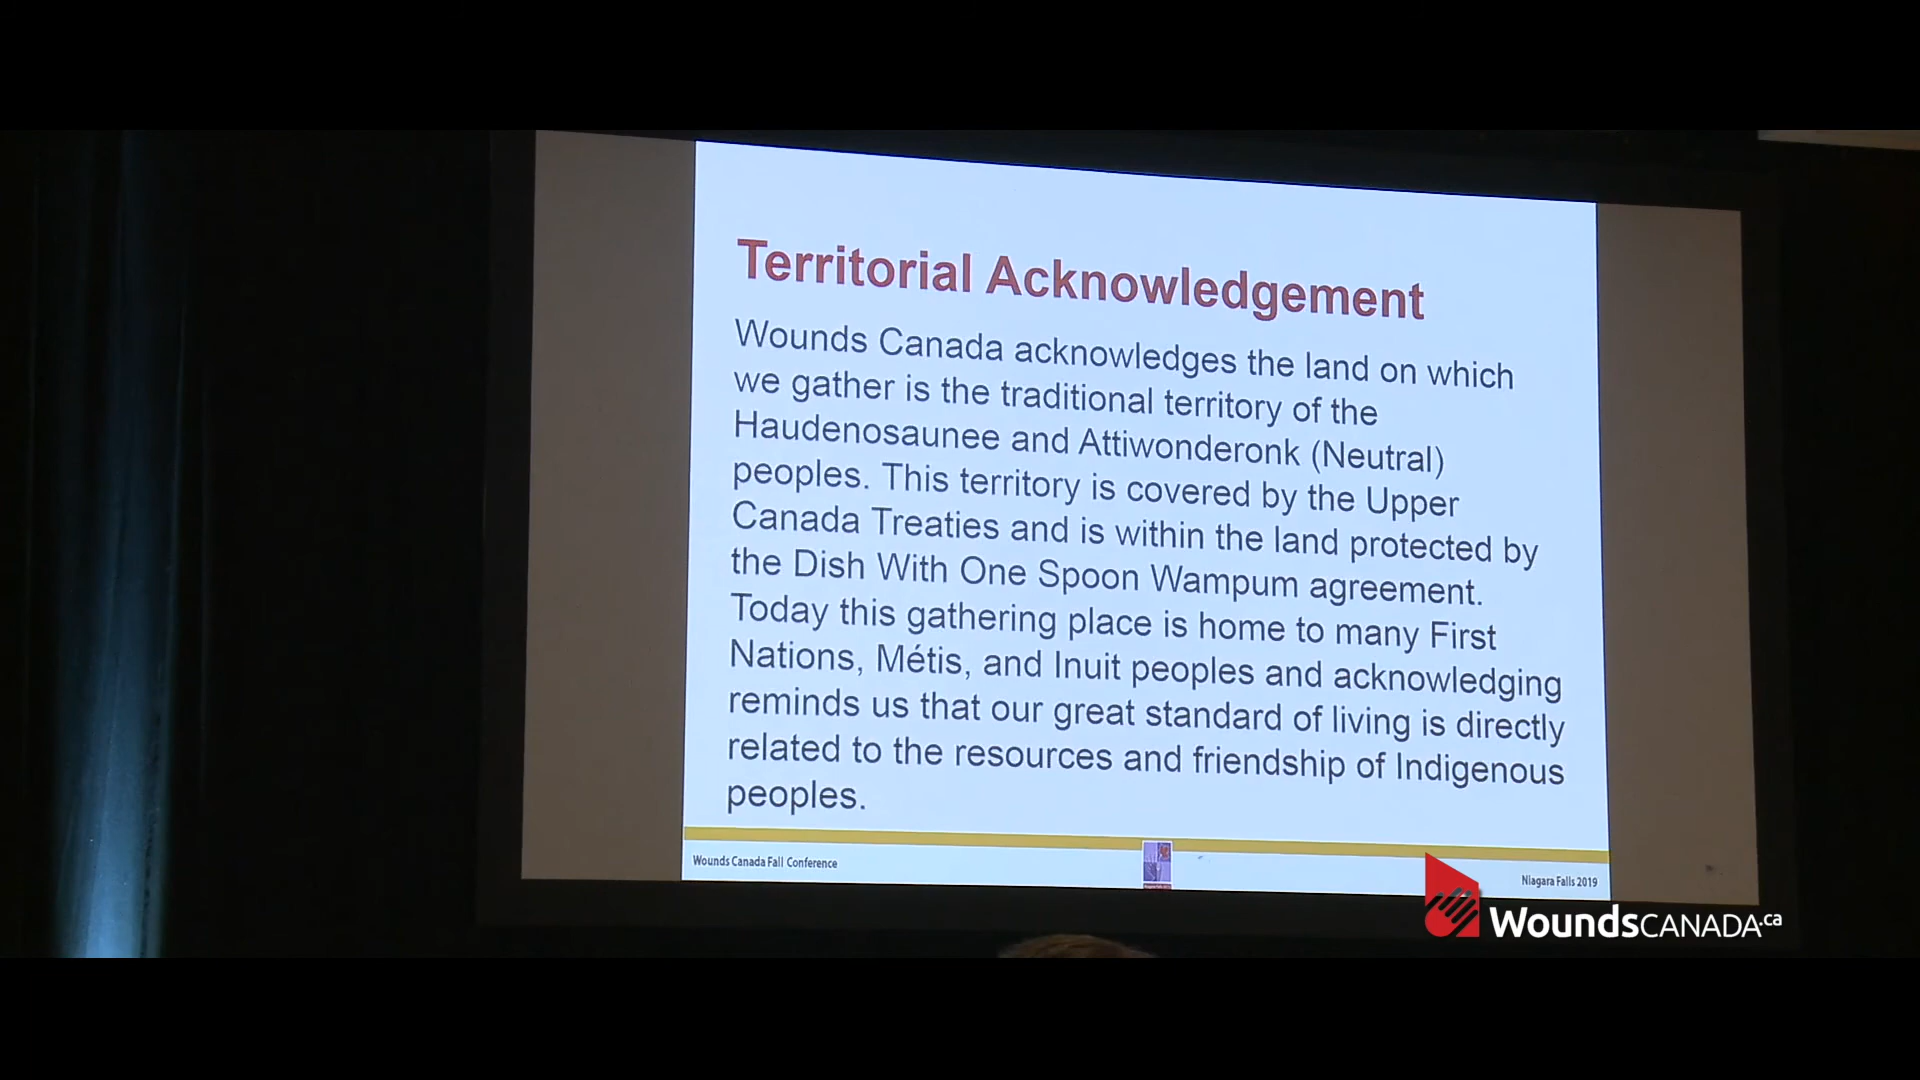 Territorial Acknowledgement
Wounds Canada acknowledges the land on which
we gather is the traditional territory of the
Haudenosaunee and Attiwonderonk (Neutral)
peoples. This territory is covered by the Upper
Canada Treaties and is within the land protected by
the Dish With One Spoon Wampum agreement.
Today this gathering place is home to many First
Nations, Métis, and Inuit peoples and acknowledging
reminds us that our great standard of living is directly
related to the resources and friendship of Indigenous
peoples.
Wounds Canada Fall Conference
Niagara Falls 2019
WoundsCANADA.ca